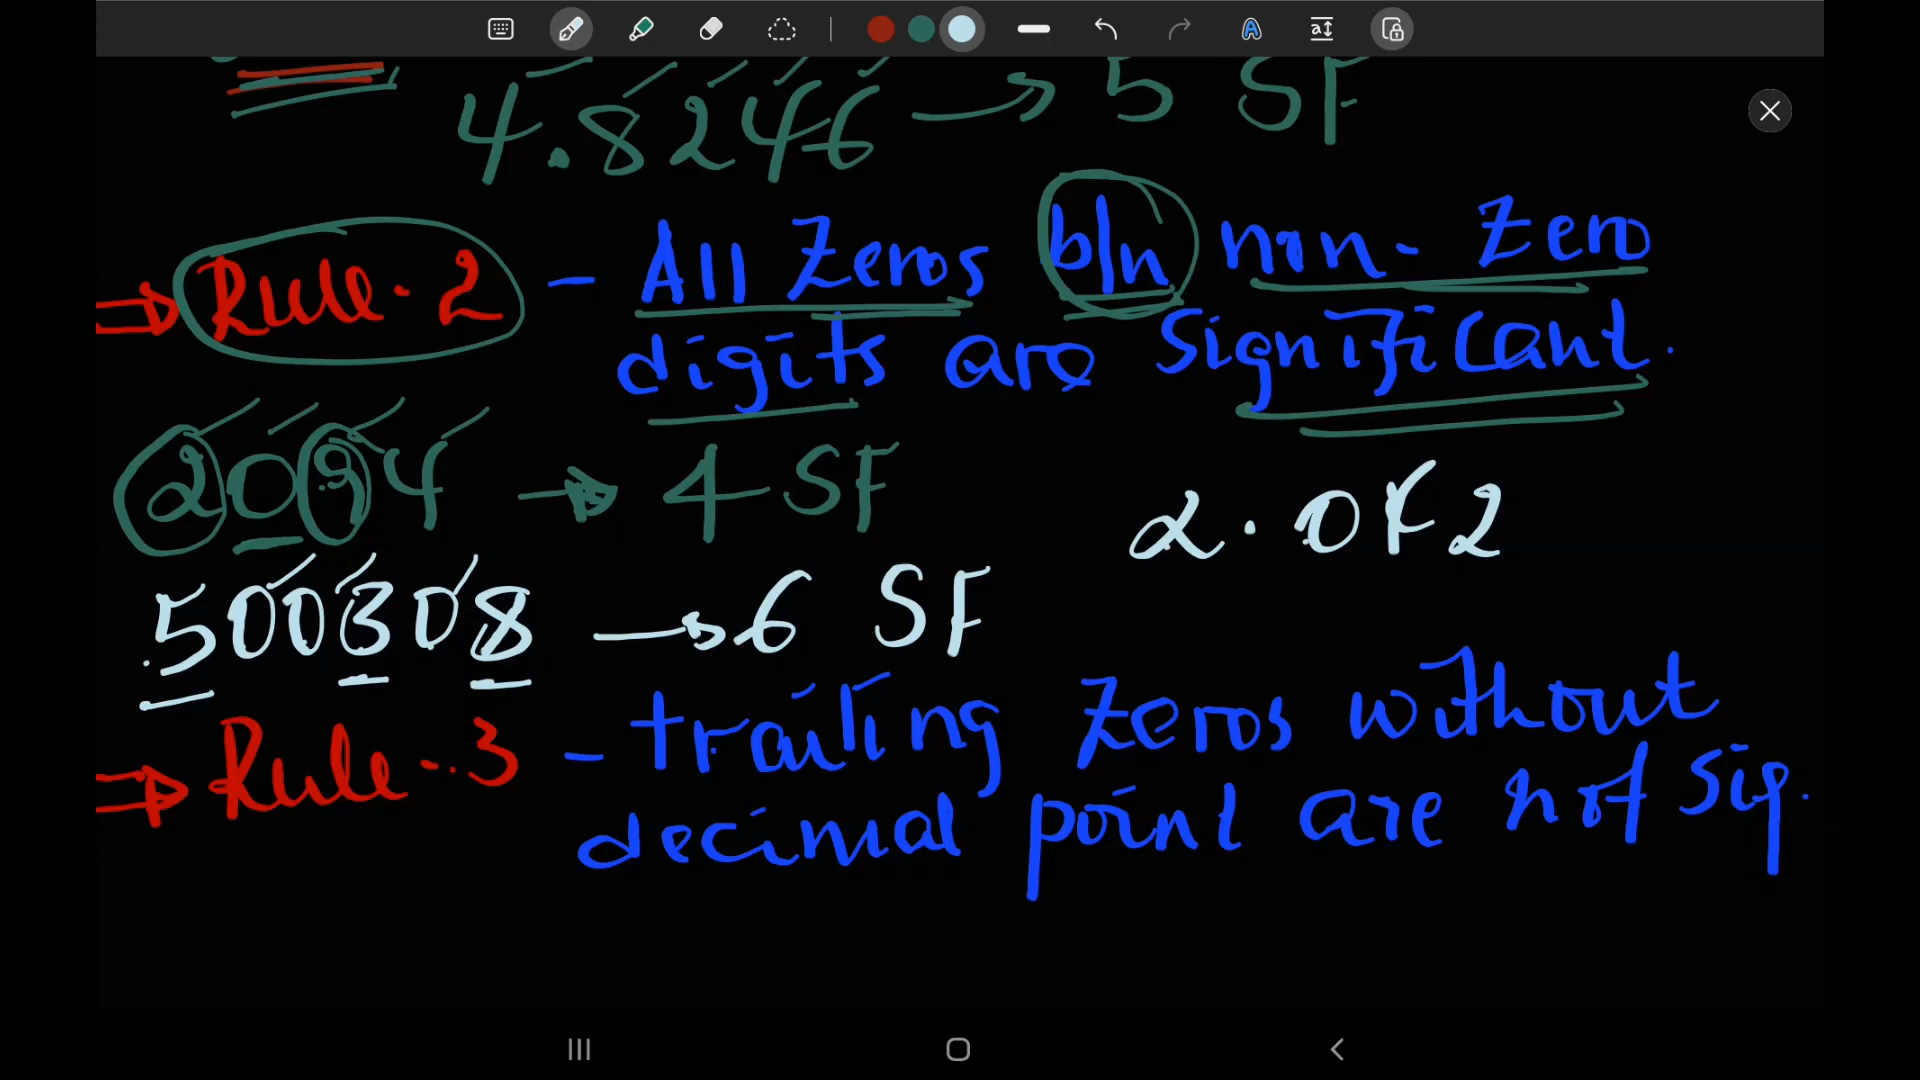 4.8246 → 5 SF
⇒ Rule-2 - All Zeros b/n non-Zero
digits are Significant.
2094 → 4 SF
2.042
500308 → 6 SF
⇒ Rule-3 - trailing Zeros without
decimal point are not Sig.